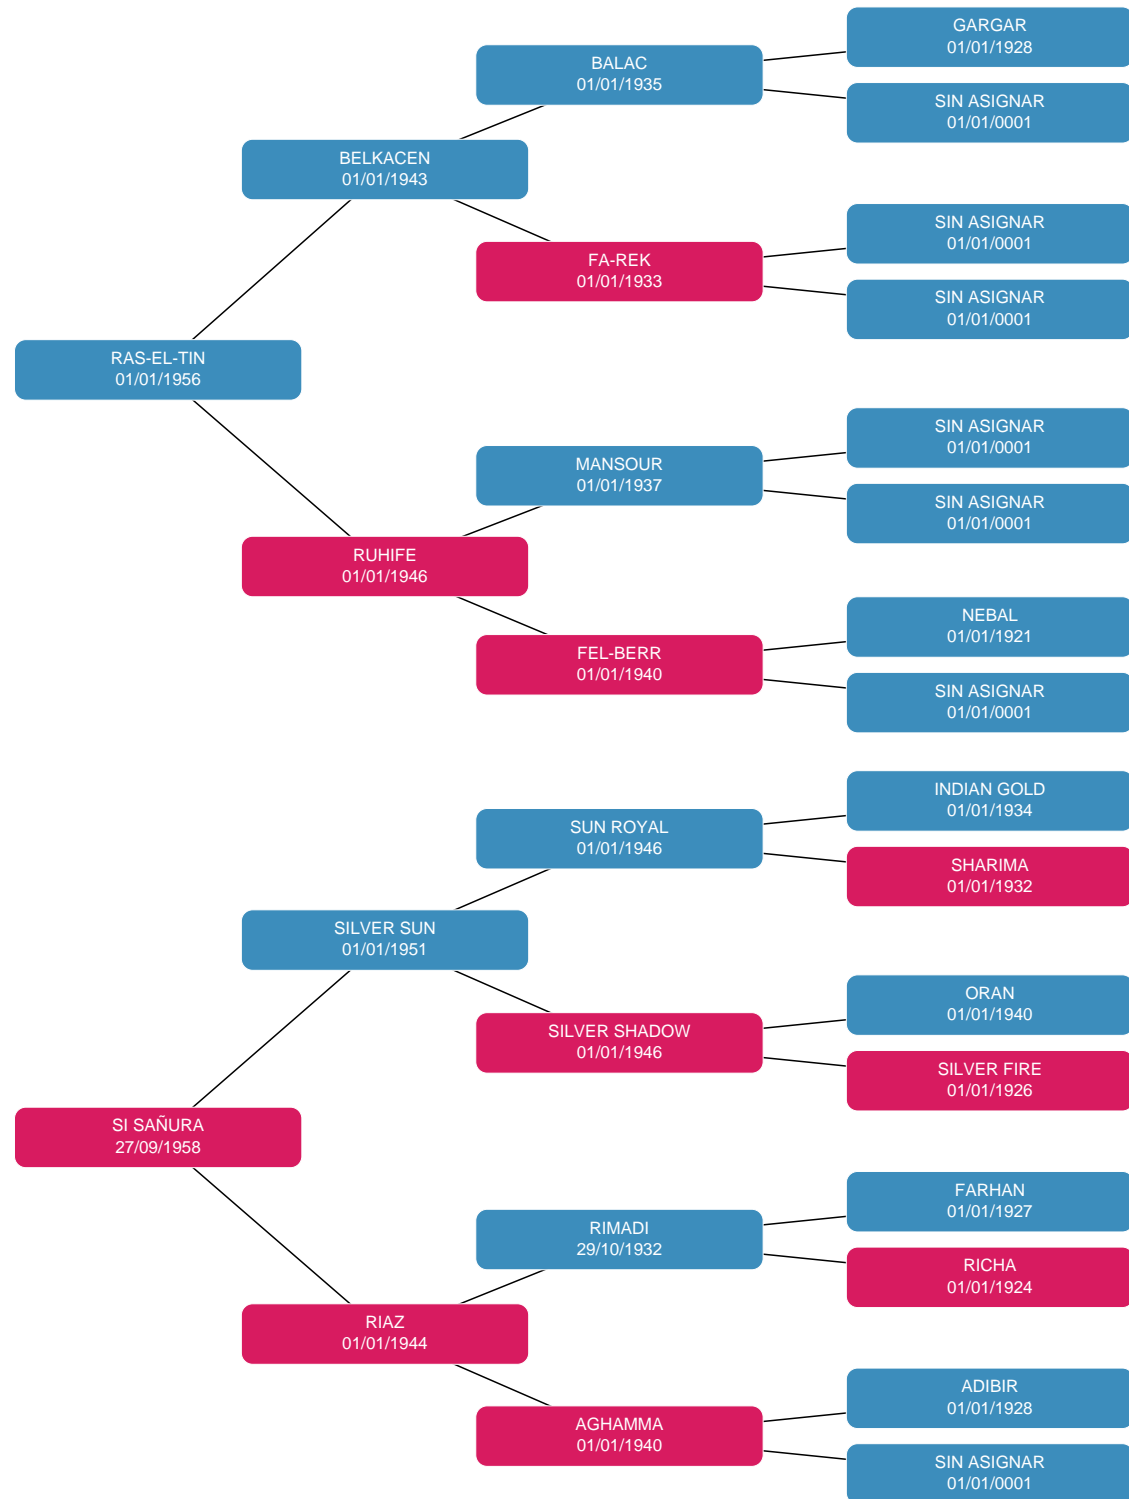 GARGAR
01/01/1928
BALAC
01/01/1935
SIN ASIGNAR
01/01/0001
BELKACEN
01/01/1943
SIN ASIGNAR
01/01/0001
FA-REK
01/01/1933
SIN ASIGNAR
01/01/0001
RAS-EL-TIN
01/01/1956
SIN ASIGNAR
01/01/0001
MANSOUR
01/01/1937
SIN ASIGNAR
01/01/0001
RUHIFE
01/01/1946
NEBAL
01/01/1921
FEL-BERR
01/01/1940
SIN ASIGNAR
01/01/0001
INDIAN GOLD
01/01/1934
SUN ROYAL
01/01/1946
SHARIMA
01/01/1932
SILVER SUN
01/01/1951
ORAN
01/01/1940
SILVER SHADOW
01/01/1946
SILVER FIRE
01/01/1926
SI SAÑURA
27/09/1958
FARHAN
01/01/1927
RIMADI
29/10/1932
RICHA
01/01/1924
RIAZ
01/01/1944
ADIBIR
01/01/1928
AGHAMMA
01/01/1940
SIN ASIGNAR
01/01/0001